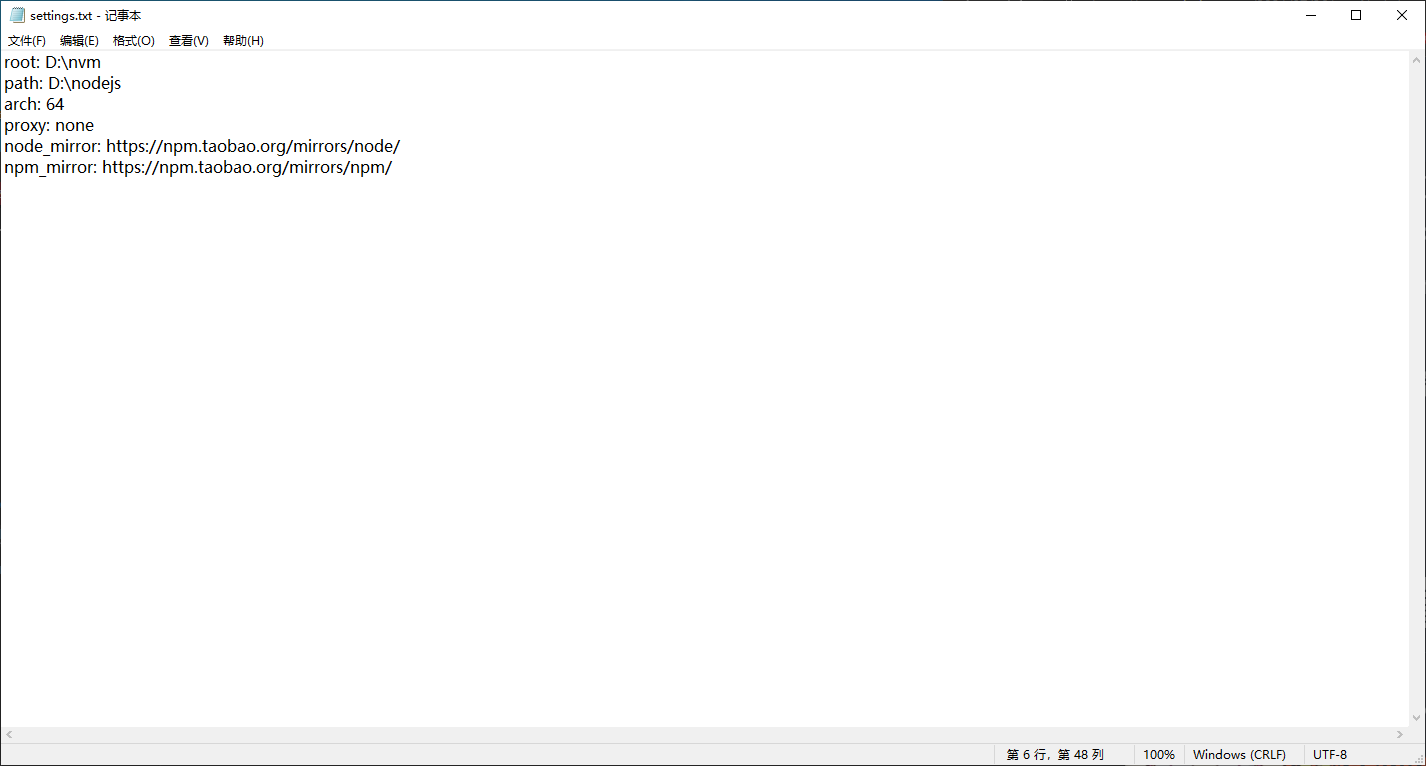 settings.txt - 记事本
文件(F) 编辑(E) 格式(O) 查看(V) 帮助(H)
root: D:\nvm
path: D:\nodejs
arch: 64
proxy: none
node_mirror: https://npm.taobao.org/mirrors/node/
npm_mirror: https://npm.taobao.org/mirrors/npm/
第 6 行，第 48 列 100% Windows (CRLF) UTF-8